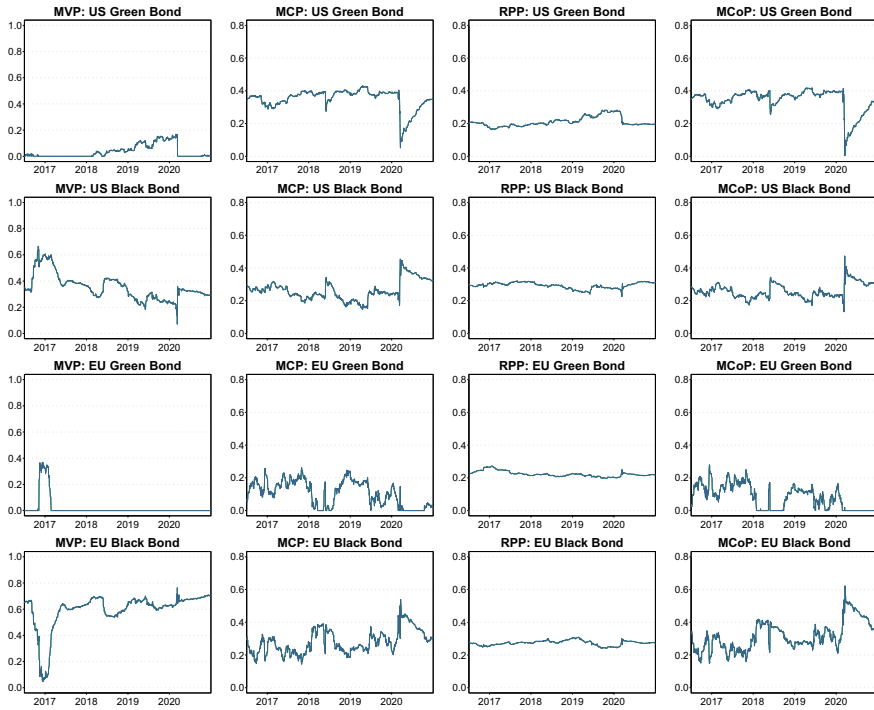 MVP: US Green Bond MCP: US Green Bond RPP: US Green Bond MCoP: US Green Bond
1.0 0.8 0.8 0.8
0.8 0.6 0.6 0.6
0.6 0.4 0.4 0.4
0.4 0.2 0.2 0.2
0.2 0.0 0.0 0.0
0.0
2017 2018 2019 2020 2017 2018 2019 2020 2017 2018 2019 2020 2017 2018 2019 2020
MVP: US Black Bond MCP: US Black Bond RPP: US Black Bond MCoP: US Black Bond
1.0 0.8 0.8 0.8
0.8 0.6 0.6 0.6
0.6 0.4 0.4 0.4
0.4 0.2 0.2 0.2
0.2 0.0 0.0 0.0
0.0
2017 2018 2019 2020 2017 2018 2019 2020 2017 2018 2019 2020 2017 2018 2019 2020
MVP: EU Green Bond MCP: EU Green Bond RPP: EU Green Bond MCoP: EU Green Bond
1.0 0.8 0.8 0.8
0.8 0.6 0.6 0.6
0.6 0.4 0.4 0.4
0.4 0.2 0.2 0.2
0.2 0.0 0.0 0.0
0.0
2017 2018 2019 2020 2017 2018 2019 2020 2017 2018 2019 2020 2017 2018 2019 2020
MVP: EU Black Bond MCP: EU Black Bond RPP: EU Black Bond MCoP: EU Black Bond
1.0 0.8 0.8 0.8
0.8 0.6 0.6 0.6
0.6 0.4 0.4 0.4
0.4 0.2 0.2 0.2
0.2 0.0 0.0 0.0
0.0
2017 2018 2019 2020 2017 2018 2019 2020 2017 2018 2019 2020 2017 2018 2019 2020